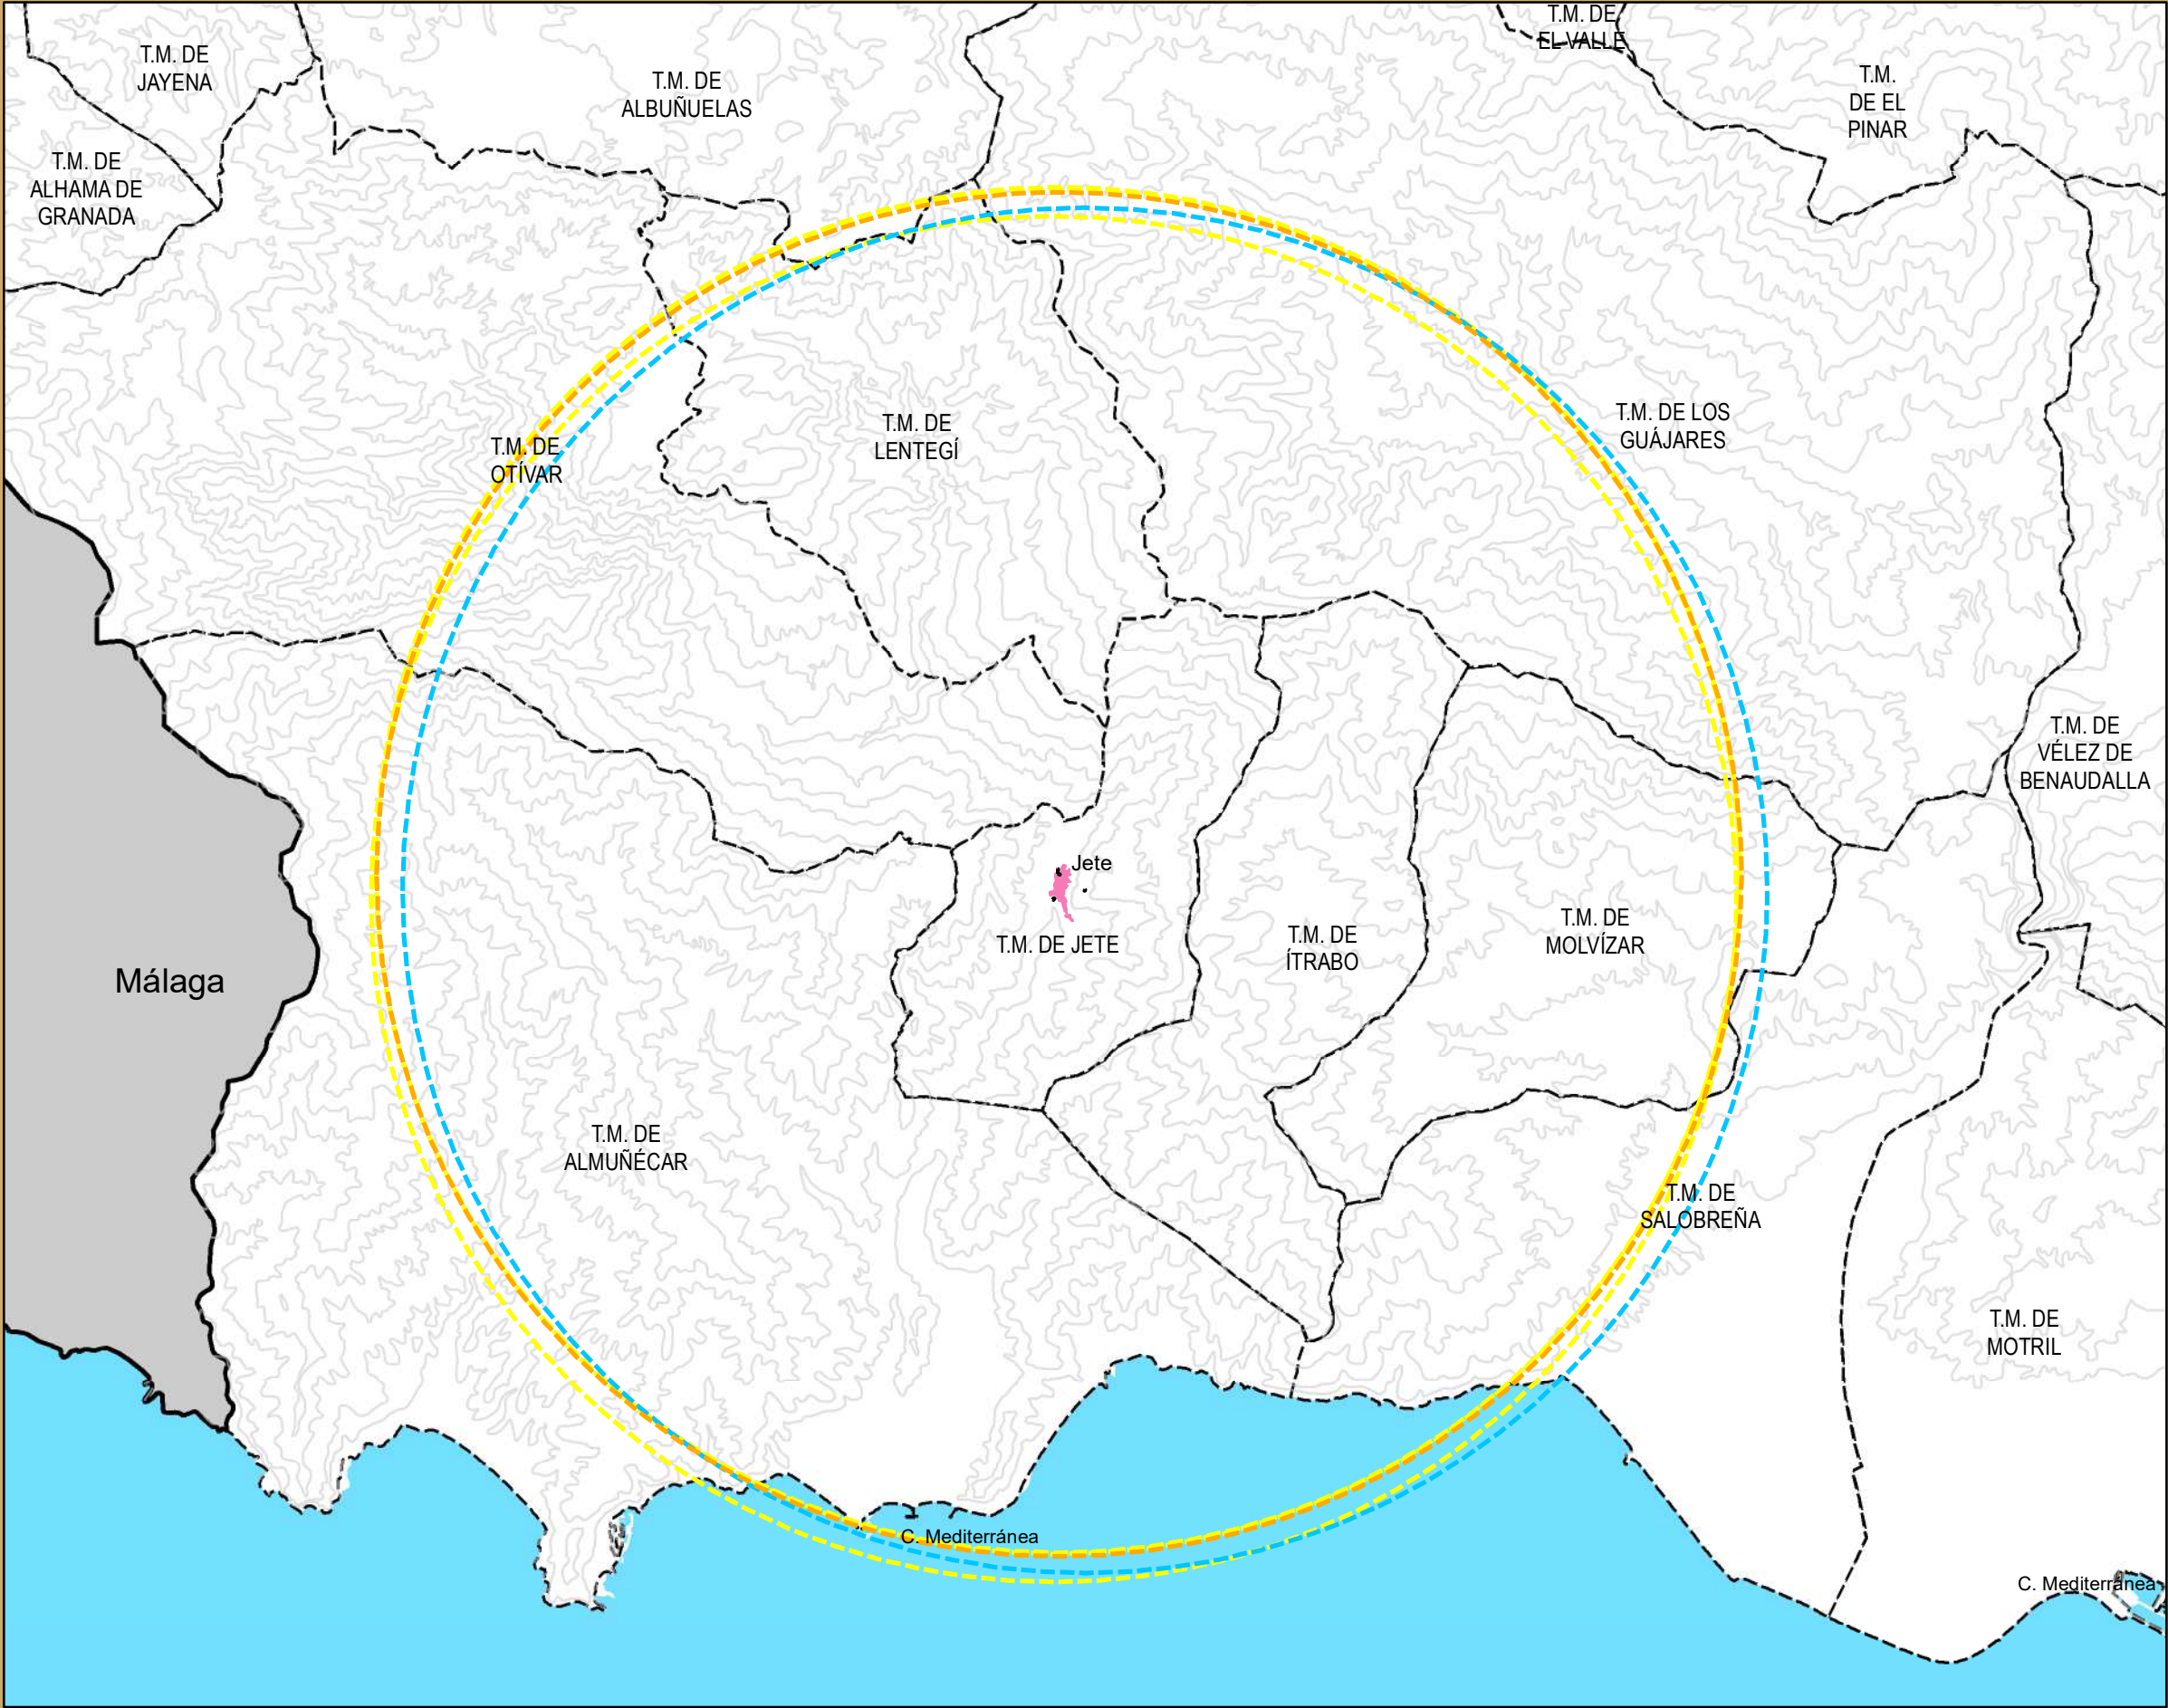 T.M. DE
EL VALLE
T.M. DE
JAYENA
T.M. DE
ALBUÑUELAS
T.M.
DE EL
PINAR
T.M. DE
ALHAMA DE
GRANADA
T.M. DE LOS
GUÁJARES
T.M. DE
LENTEGÍ
T.M. DE
OTÍVAR
T.M. DE
VÉLEZ DE
BENAUDALLA
Jete
T.M. DE JETE
T.M. DE
ÍTRABO
T.M. DE
MOLVÍZAR
Málaga
T.M. DE
ALMUÑÉCAR
T.M. DE
SALOBREÑA
T.M. DE
MOTRIL
C. Mediterránea
C. Mediterránea